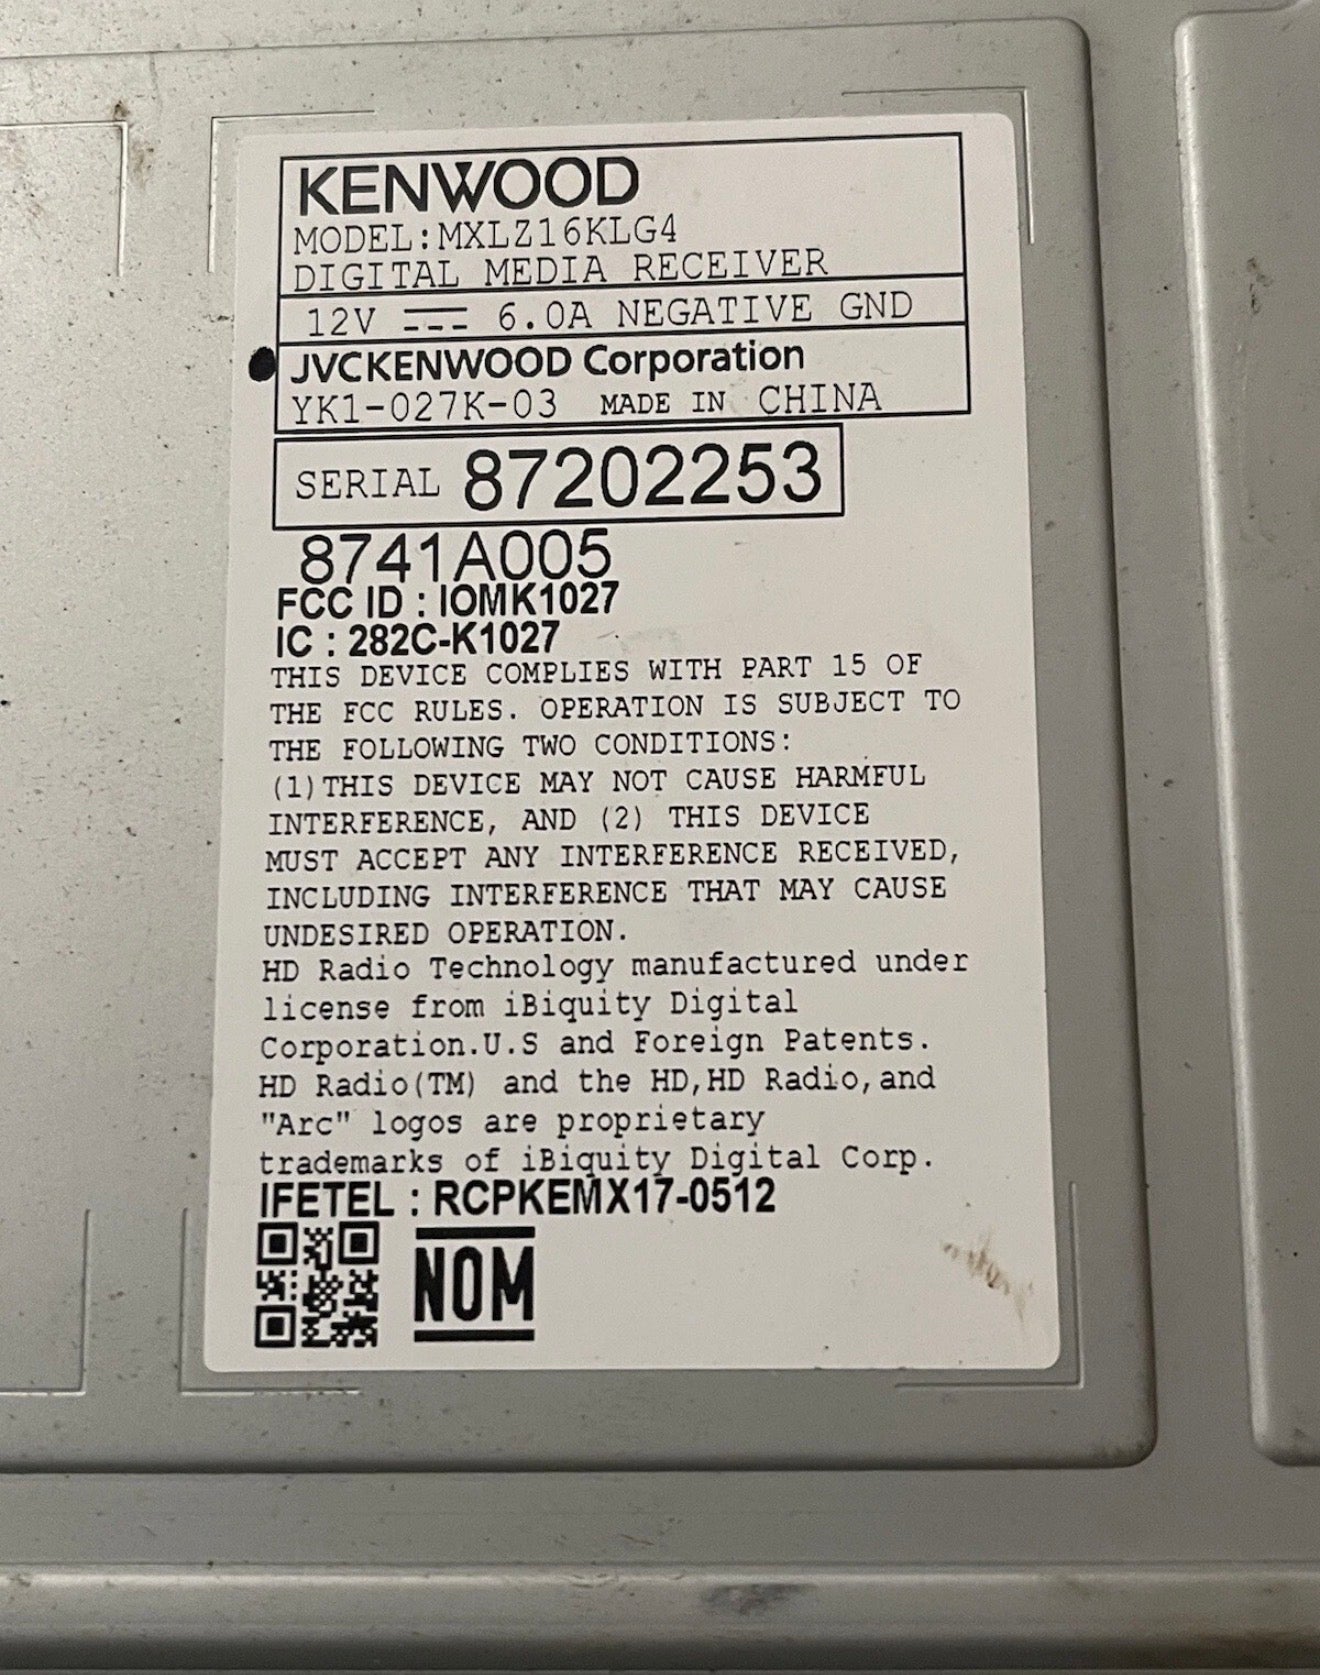 KENWOOD
MODEL:MXLZ16KLG4
DIGITAL MEDIA RECEIVER
12V 6.0A NEGATIVE GND
JVCKENWOOD Corporation
YK1-027K-03 MADE IN CHINA
SERIAL 87202253
8741A005
FCC ID : IOMK1027
IC : 282C-K1027
THIS DEVICE COMPLIES WITH PART 15 OF
THE FCC RULES. OPERATION IS SUBJECT TO
THE FOLLOWING TWO CONDITIONS:
(1)THIS DEVICE MAY NOT CAUSE HARMFUL
INTERFERENCE, AND (2) THIS DEVICE
MUST ACCEPT ANY INTERFERENCE RECEIVED,
INCLUDING INTERFERENCE THAT MAY CAUSE
UNDESIRED OPERATION.
HD Radio Technology manufactured under
license from iBiquity Digital
Corporation.U.S and Foreign Patents.
HD Radio(TM) and the HD,HD Radio,and
"Arc" logos are proprietary
trademarks of iBiquity Digital Corp.
IFETEL : RCPKEMX17-0512
NOM